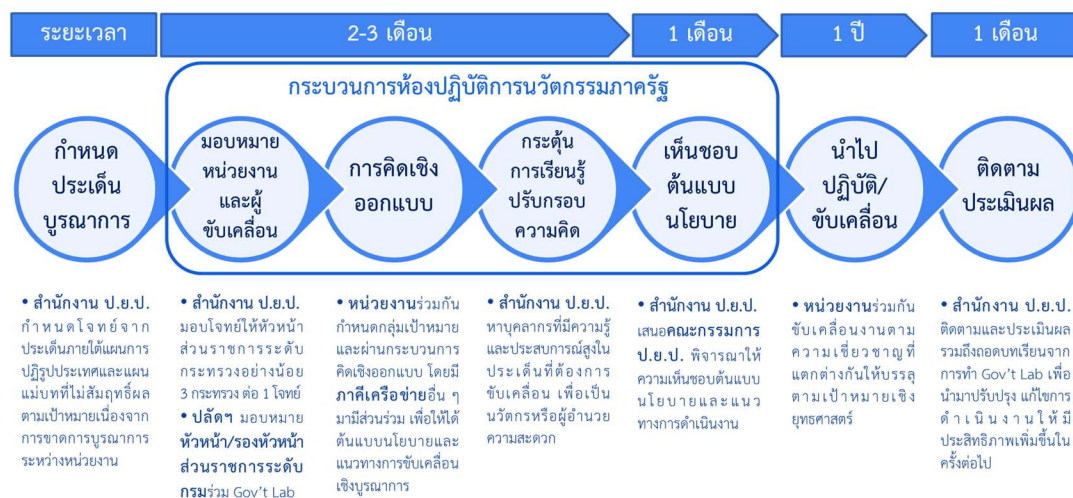 ระยะเวลา
2-3 เดือน
1 เดือน
1 ปี
1 เดือน
กระบวนการห้องปฏิบัติการนวัตกรรมภาครัฐ
กำหนด
ประเด็น
บูรณาการ
มอบหมาย
หน่วยงาน
และผู้
ขับเคลื่อน
การคิดเชิง
ออกแบบ
กระตุ้น
การเรียนรู้
ปรับกรอบ
ความคิด
เห็นชอบ
ต้นแบบ
นโยบาย
นำไป
ปฏิบัติ/
ขับเคลื่อน
ติดตาม
ประเมินผล
• สำนักงาน ป.ย.ป.
กำหนดโจทย์จาก
ประเด็นภายใต้แผนการ
ปฏิรูปประเทศและแผน
แม่บทที่ไม่สัมฤทธิ์ผล
ตามเป้าหมายเนื่องจาก
การขาดการบูรณาการ
ระหว่างหน่วยงาน
• สำนักงาน ป.ย.ป.
มอบโจทย์ให้หัวหน้า
ส่วนราชการระดับ
กระทรวงอย่างน้อย
3 กระทรวง ต่อ 1 โจทย์
• ปลัดฯ มอบหมาย
หัวหน้า/รองหัวหน้า
ส่วนราชการระดับ
กรมร่วม Gov't Lab
• หน่วยงานร่วมกัน
กำหนดกลุ่มเป้าหมาย
และผ่านกระบวนการ
คิดเชิงออกแบบ โดยมี
ภาคีเครือข่ายอื่น ๆ
มามีส่วนร่วม เพื่อให้ได้
ต้นแบบนโยบายและ
แนวทางการขับเคลื่อน
เชิงบูรณาการ
• สำนักงาน ป.ย.ป.
หาบุคลากรที่มีความรู้
และประสบการณ์สูงใน
ประเด็นที่ต้องการ
ขับเคลื่อน เพื่อเป็น
นวัตกรหรือผู้อำนวย
ความสะดวก
• สำนักงาน ป.ย.ป.
เสนอคณะกรรมการ
ป.ย.ป. พิจารณาให้
ความเห็นชอบต้นแบบ
นโยบายและแนว
ทางการดำเนินงาน
• หน่วยงานร่วมกัน
ขับเคลื่อนงานตาม
ความเชี่ยวชาญที่
แตกต่างกันให้บรรลุ
ตามเป้าหมายเชิง
ยุทธศาสตร์
• สำนักงาน ป.ย.ป.
ติดตามและประเมินผล
รวมถึงถอดบทเรียนจาก
การทำ Gov't Lab เพื่อ
นำมาปรับปรุง แก้ไขการ
ดำเนินงานให้มี
ประสิทธิภาพเพิ่มขึ้นใน
ครั้งต่อไป